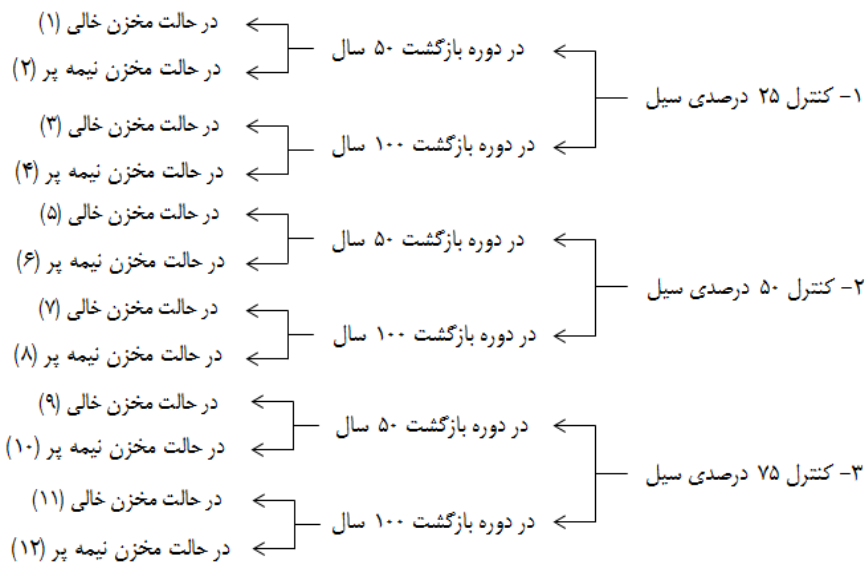 ۱- کنترل ۲۵ درصدی سیل
در دوره بازگشت ۵۰ سال
در حالت مخزن خالی (۱)
در حالت مخزن نیمه پر (۲)
در دوره بازگشت ۱۰۰ سال
در حالت مخزن خالی (۳)
در حالت مخزن نیمه پر (۴)
۲- کنترل ۵۰ درصدی سیل
در دوره بازگشت ۵۰ سال
در حالت مخزن خالی (۵)
در حالت مخزن نیمه پر (۶)
در دوره بازگشت ۱۰۰ سال
در حالت مخزن خالی (۷)
در حالت مخزن نیمه پر (۸)
۳- کنترل ۷۵ درصدی سیل
در دوره بازگشت ۵۰ سال
در حالت مخزن خالی (۹)
در حالت مخزن نیمه پر (۱۰)
در دوره بازگشت ۱۰۰ سال
در حالت مخزن خالی (۱۱)
در حالت مخزن نیمه پر (۱۲)